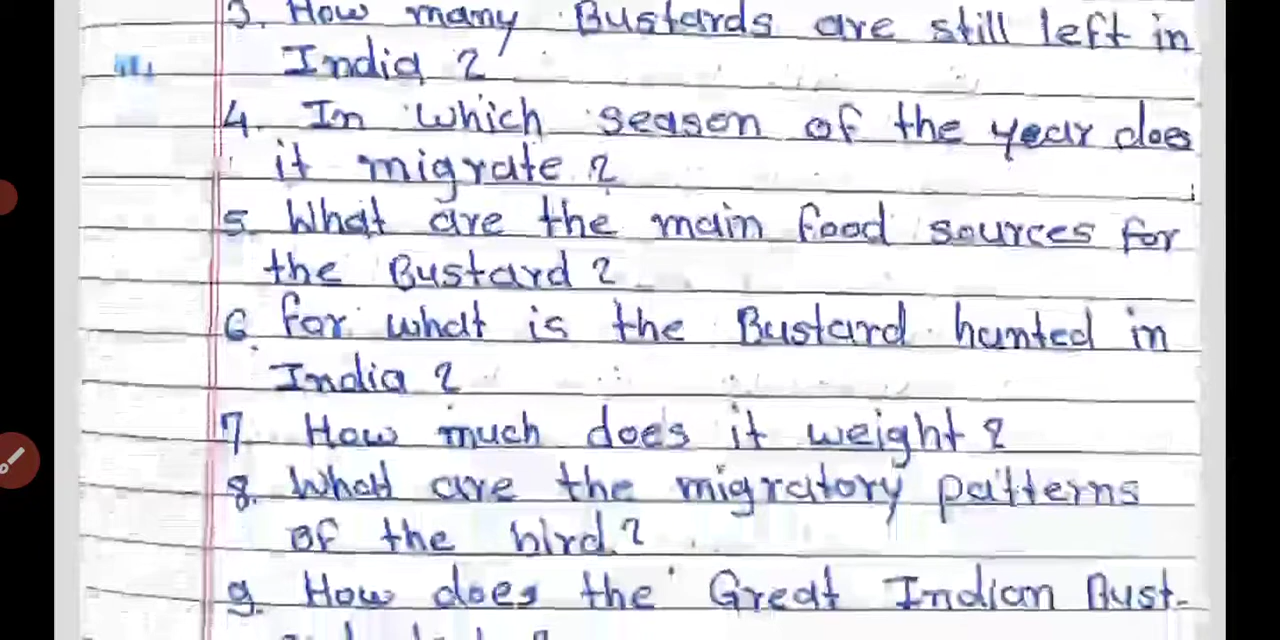 3. How many Bustards are still left in
India ?
4. In which season of the year does
it migrate ?
5. What are the main food sources for
the Bustard ?
6. for what is the Bustard hunted in
India ?
7. How much does it weight ?
8. What are the migratory patterns
of the bird ?
9. How does the Great Indian Bust-